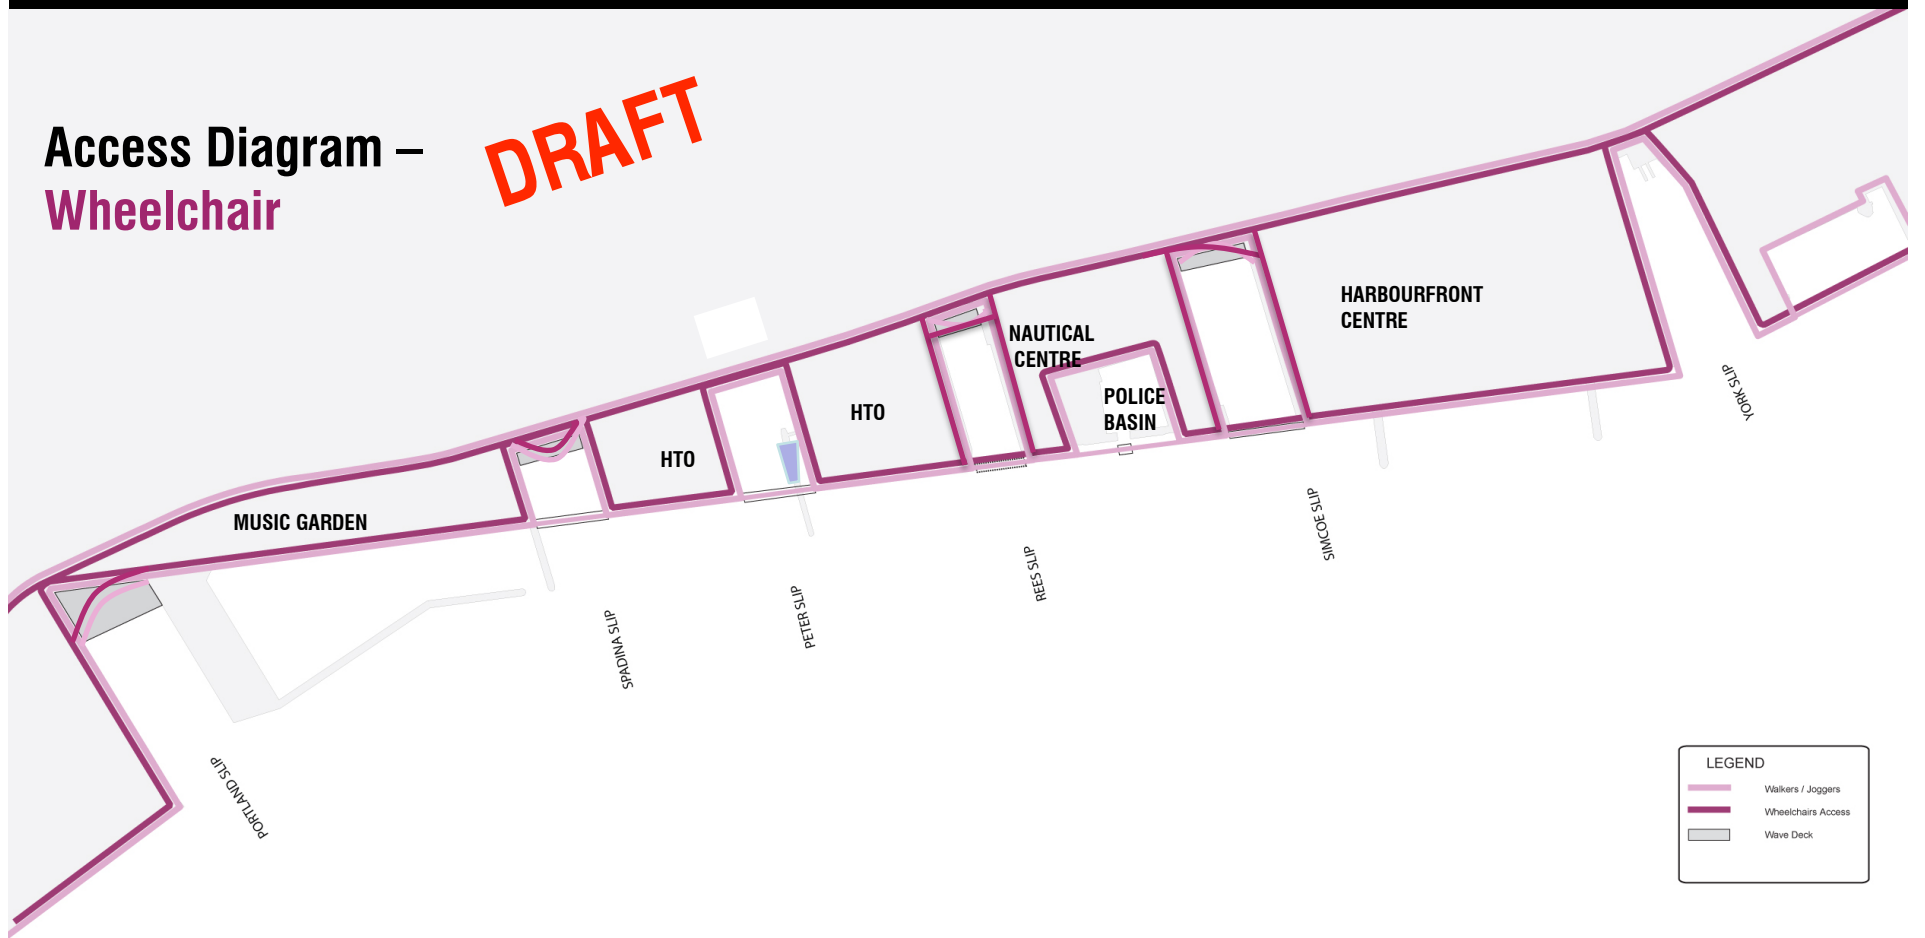 Access Diagram –
Wheelchair
DRAFT
HARBOURFRONT
CENTRE
NAUTICAL
CENTRE
POLICE
BASIN
HTO
HTO
MUSIC GARDEN
YORK SLIP
SIMCOE SLIP
REES SLIP
PETER SLIP
SPADINA SLIP
PORTLAND SLIP
LEGEND
Walkers / Joggers
Wheelchairs Access
Wave Deck